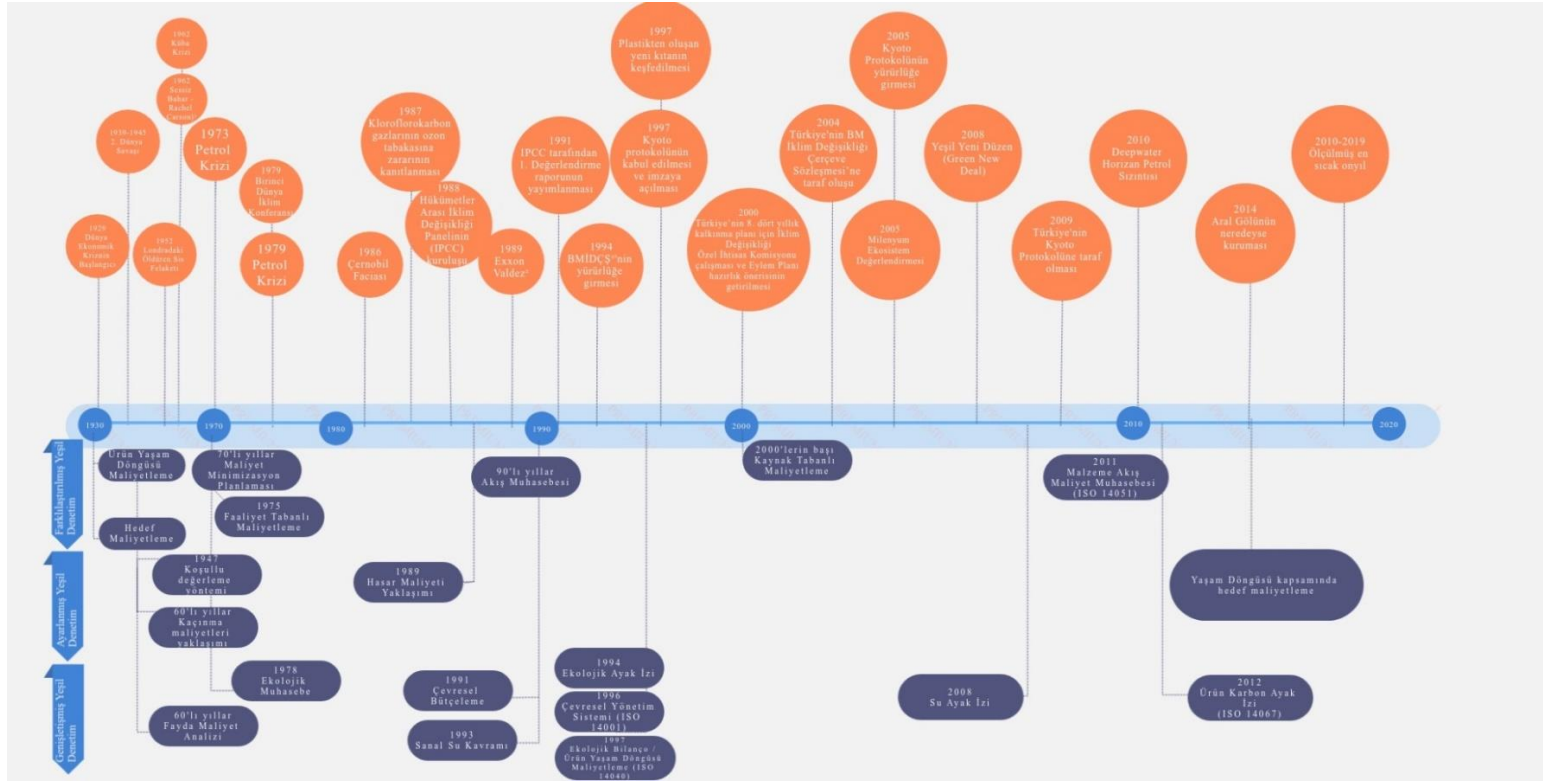 1962
Küba
Krizi
1962
Sessiz
Bahar -
Rachel
1939-1945
2. Dünya
Savaşı
1973
Petrol
Krizi
1929
Dünya
Ekonomik
Krizinin
Başlangıcı
1952
Londradaki
Öldüren Sis
Felaketi
1979
Birinci
Dünya
İklim
Konferansı
1979
Petrol
Krizi
1987
Kloroflorokarbon
gazlarının ozon
tabakasına
zararının
kanıtlanması
1986
Çernobil
Faciası
1988
Hükümetler
Arası İklim
Değişikliği
Panelinin
(IPCC)
kuruluşu
1989
Exxon
Valdez
1991
IPCC tarafından
1. Değerlendirme
raporunun
yayımlanması
1994
BMİDÇS'nin
yürürlüğe
girmesi
1997
Plastikten oluşan
yeni kıtanın
keşfedilmesi
1997
Kyoto
protokolünün
kabul edilmesi
ve imzaya
açılması
2000
Türkiye'nin 8. dört yıllık
kalkınma planı için İklim
Değişikliği
Özel İhtisas Komisyonu
çalışması ve Eylem Planı
hazırlık önerisinin
getirilmesi
2004
Türkiye'nin BM
İklim Değişikliği
Çerçeve
Sözleşmesi'ne
taraf oluşu
2005
Kyoto
Protokolünün
yürürlüğe
girmesi
2005
Milenyum
Ekosistem
Değerlendirmesi
2008
Yeşil Yeni Düzen
(Green New
Deal)
2009
Türkiye'nin
Kyoto
Protokolüne taraf
olması
2010
Deepwater
Horizan Petrol
Sızıntısı
2014
Aral Gölünün
neredeyse
kuruması
2010-2019
Ölçülmüş en
sıcak onyıl
1930
1970
1980
1990
2000
2010
2020
Farklılaştırılmış Yeşil
Denetim
Ürün Yaşam
Döngüsü
Maliyetleme
Hedef
Maliyetleme
70'li yıllar
Maliyet
Minimizasyon
Planlaması
1975
Faaliyet Tabanlı
Maliyetleme
90'lı yıllar
Akış Muhasebesi
2000'lerin başı
Kaynak Tabanlı
Maliyetleme
2011
Malzeme Akış
Maliyet Muhasebesi
(ISO 14051)
Ayarlanmış Yeşil
Denetim
1947
Koşullu
değerleme
yöntemi
60'lı yıllar
Kaçınma
maliyetleri
yaklaşımı
1989
Hasar Maliyeti
Yaklaşımı
Yaşam Döngüsü kapsamında
hedef maliyetleme
Genişletişmiş Yeşil
Denetim
1978
Ekolojik
Muhasebe
60'lı yıllar
Fayda Maliyet
Analizi
1991
Çevresel
Bütçeleme
1993
Sanal Su Kavramı
1994
Ekolojik Ayak İzi
1996
Çevresel Yönetim
Sistemi (ISO
14001)
1997
Ekolojik Bilanço /
Ürün Yaşam Döngüsü
Maliyetleme (ISO
14040)
2008
Su Ayak İzi
2012
Ürün Karbon Ayak
İzi
(ISO 14067)